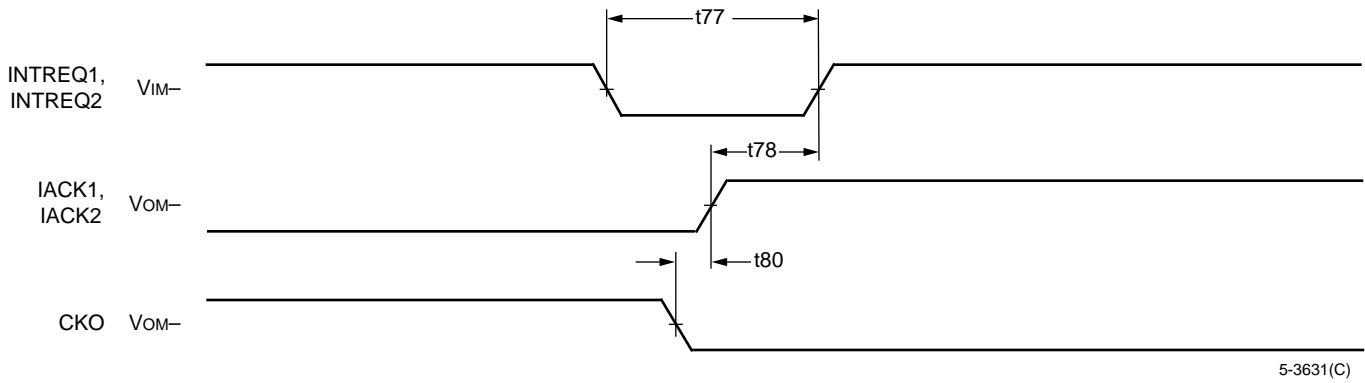 t77
INTREQ1,
INTREQ2
VIM–
t78
IACK1,
IACK2
VOM–
t80
CKO
VOM–
5-3631(C)